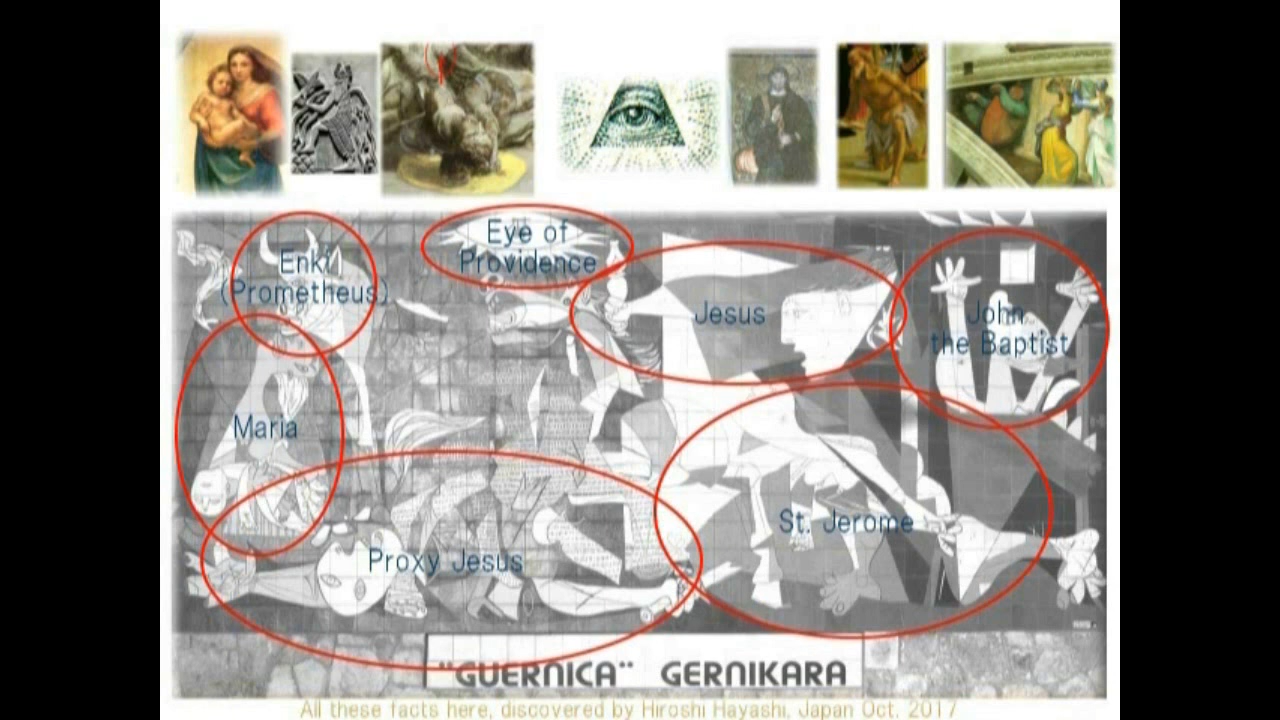 Eye of
Providence
Enki
(Prometheus)
Jesus
John
the Baptist
Maria
St. Jerome
Proxy Jesus
¨GUERNICA¨ GERNIKARA
All these facts here, discovered by Hiroshi Hayashi, Japan Oct. 2017